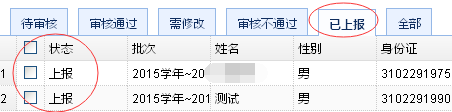 待审核 审核通过 需修改 审核不通过 已上报 全部
状态 批次 姓名 性别 身份证
1 上报 2015学年~201 男 3102291975
2 上报 2015学年~201 测试 男 3102291990